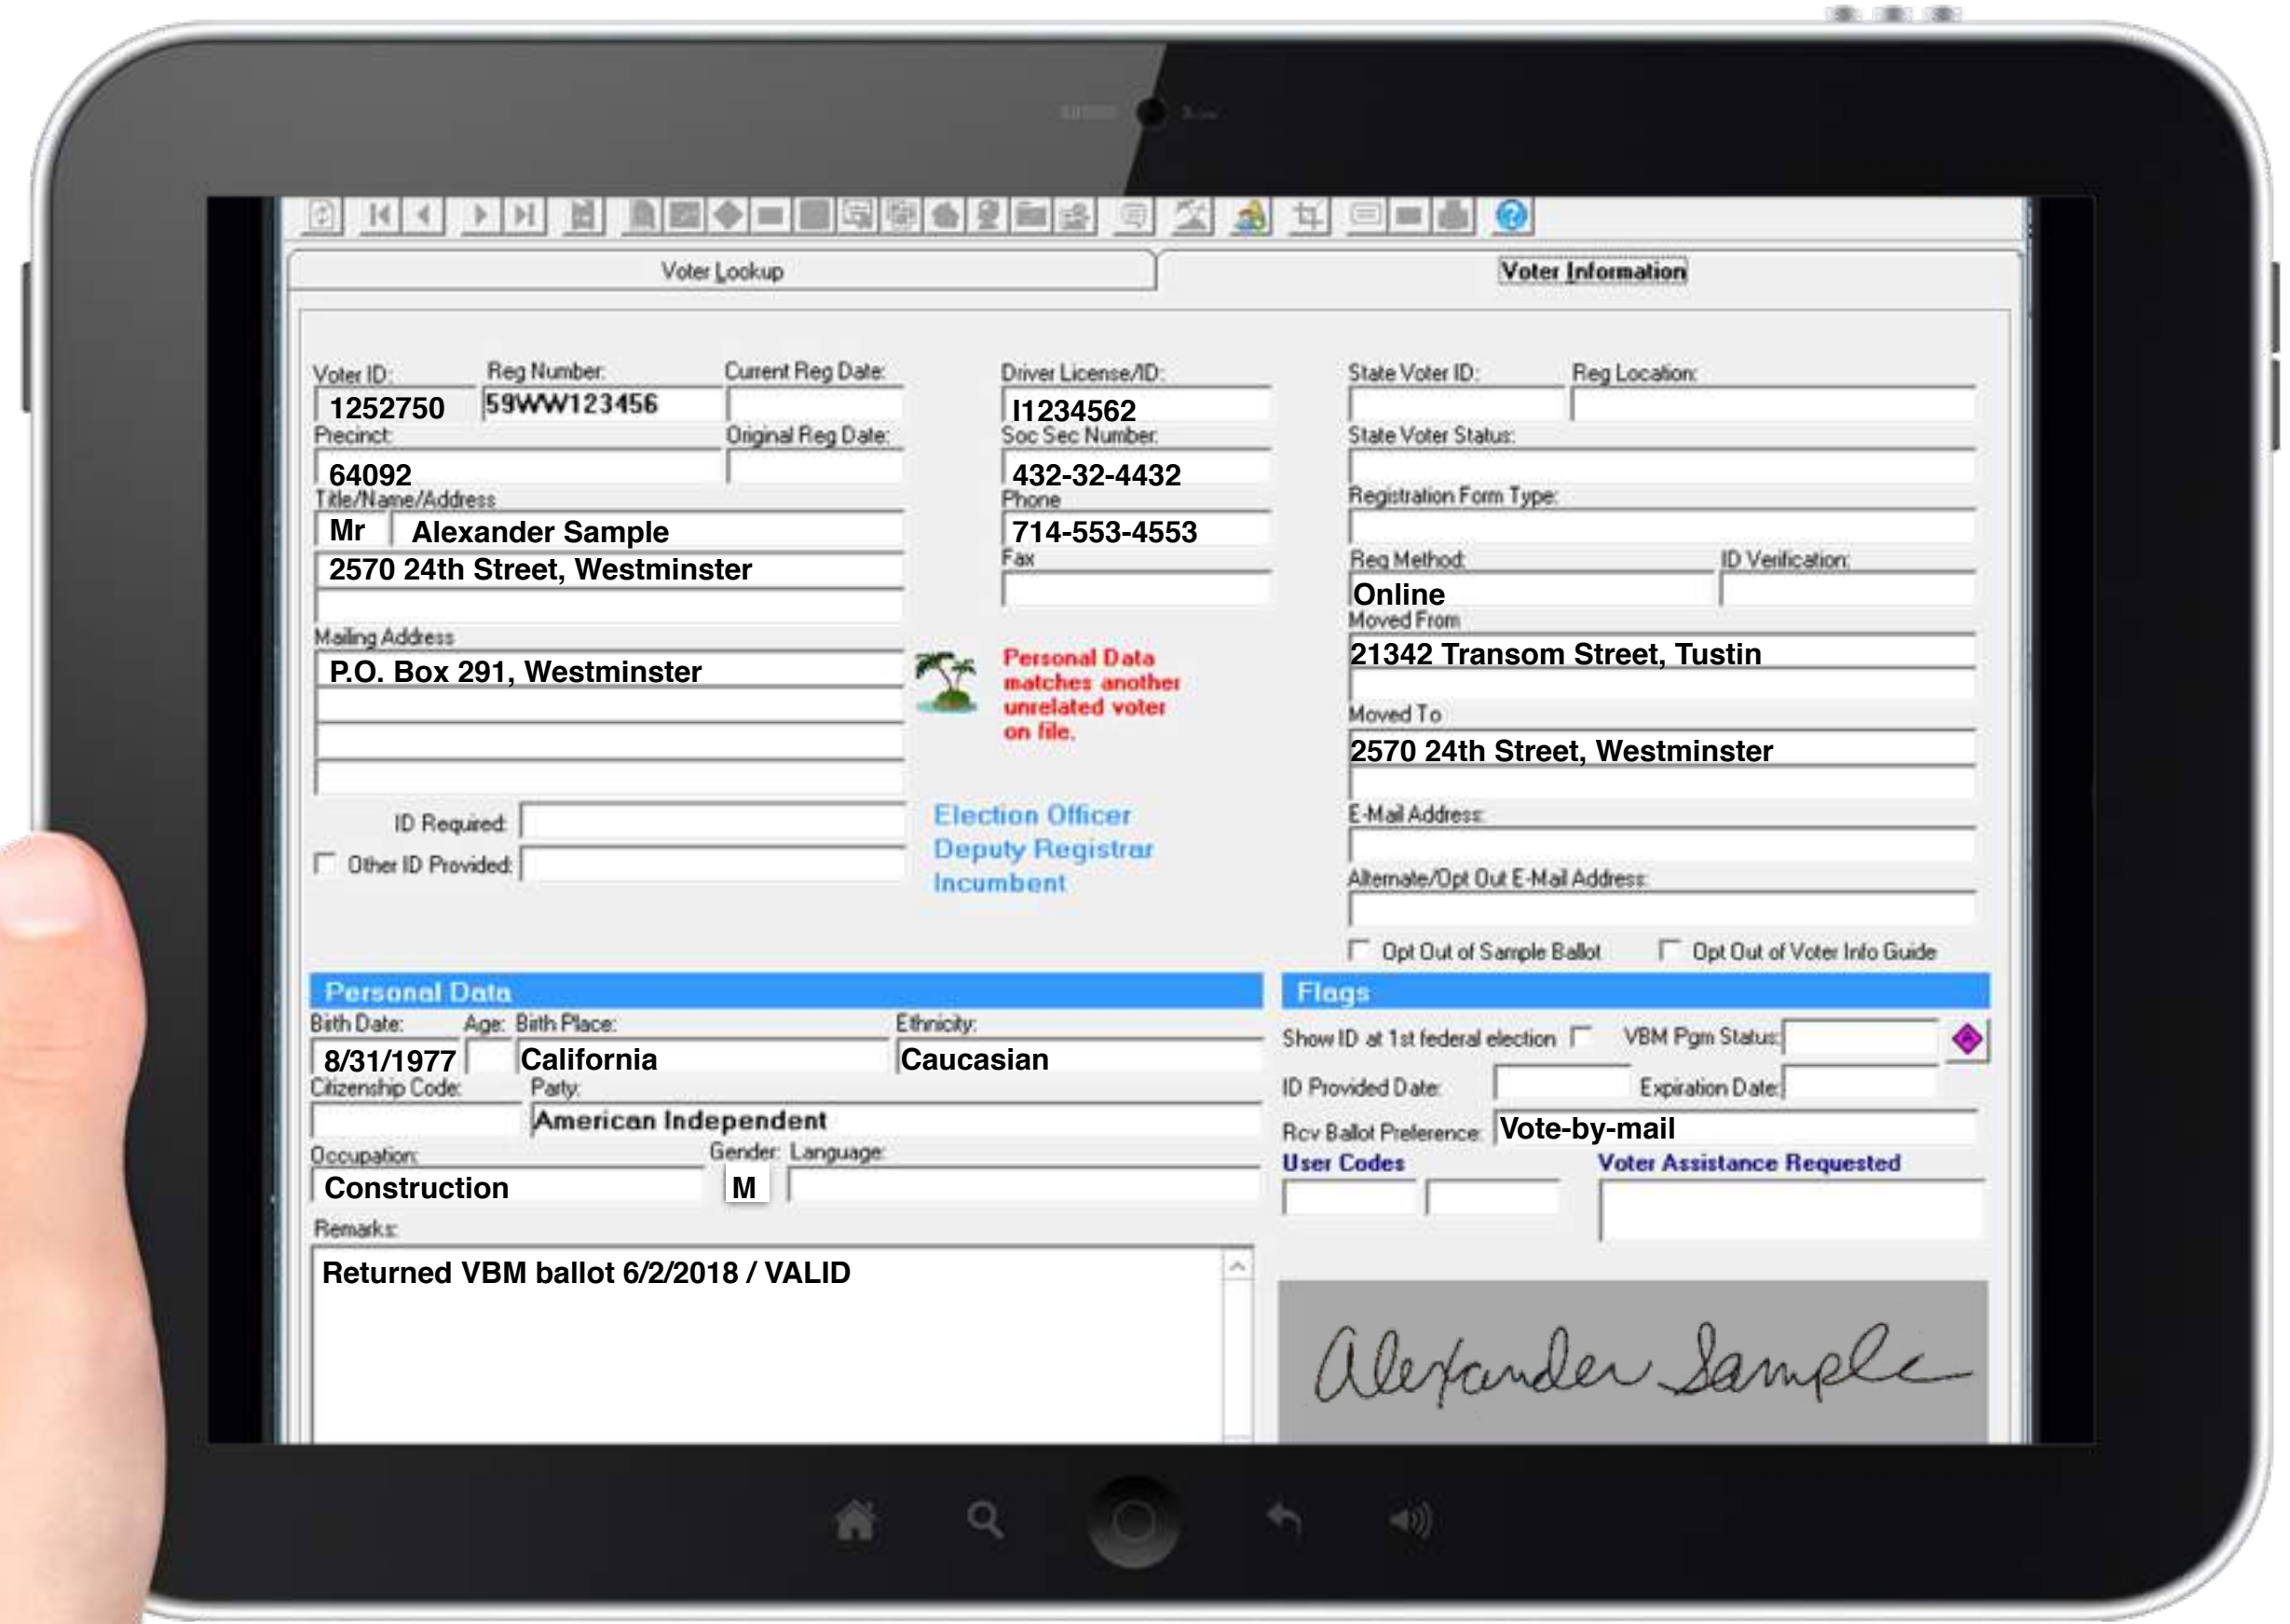 Voter Lookup
Voter Information
Voter ID: Reg Number: Current Reg Date: Driver License/ID: State Voter ID: Reg Location:
1252750 59WW123456 I1234562
Precinct: Original Reg Date: Soc Sec Number: State Voter Status:
64092 432-32-4432
Title/Name/Address Phone Registration Form Type:
Mr Alexander Sample 714-553-4553
2570 24th Street, Westminster Fax Reg Method: ID Verification:
Online
Mailing Address Moved From
P.O. Box 291, Westminster 21342 Transom Street, Tustin
Personal Data
matches another
unrelated voter
on file.
Moved To
2570 24th Street, Westminster
ID Required:
Other ID Provided:
Election Officer
Deputy Registrar
Incumbent
E-Mail Address:
Alternate/Opt Out E-Mail Address:
Opt Out of Sample Ballot Opt Out of Voter Info Guide
Personal Data
Birth Date: Age: Birth Place: Ethnicity:
8/31/1977 California Caucasian
Citizenship Code: Party:
American Independent
Occupation: Gender: Language:
Construction M
Remarks:
Returned VBM ballot 6/2/2018 / VALID
Flags
Show ID at 1st federal election VBM Pgm Status:
ID Provided Date: Expiration Date:
Rcv Ballot Preference: Vote-by-mail
User Codes Voter Assistance Requested
Alexander Sample